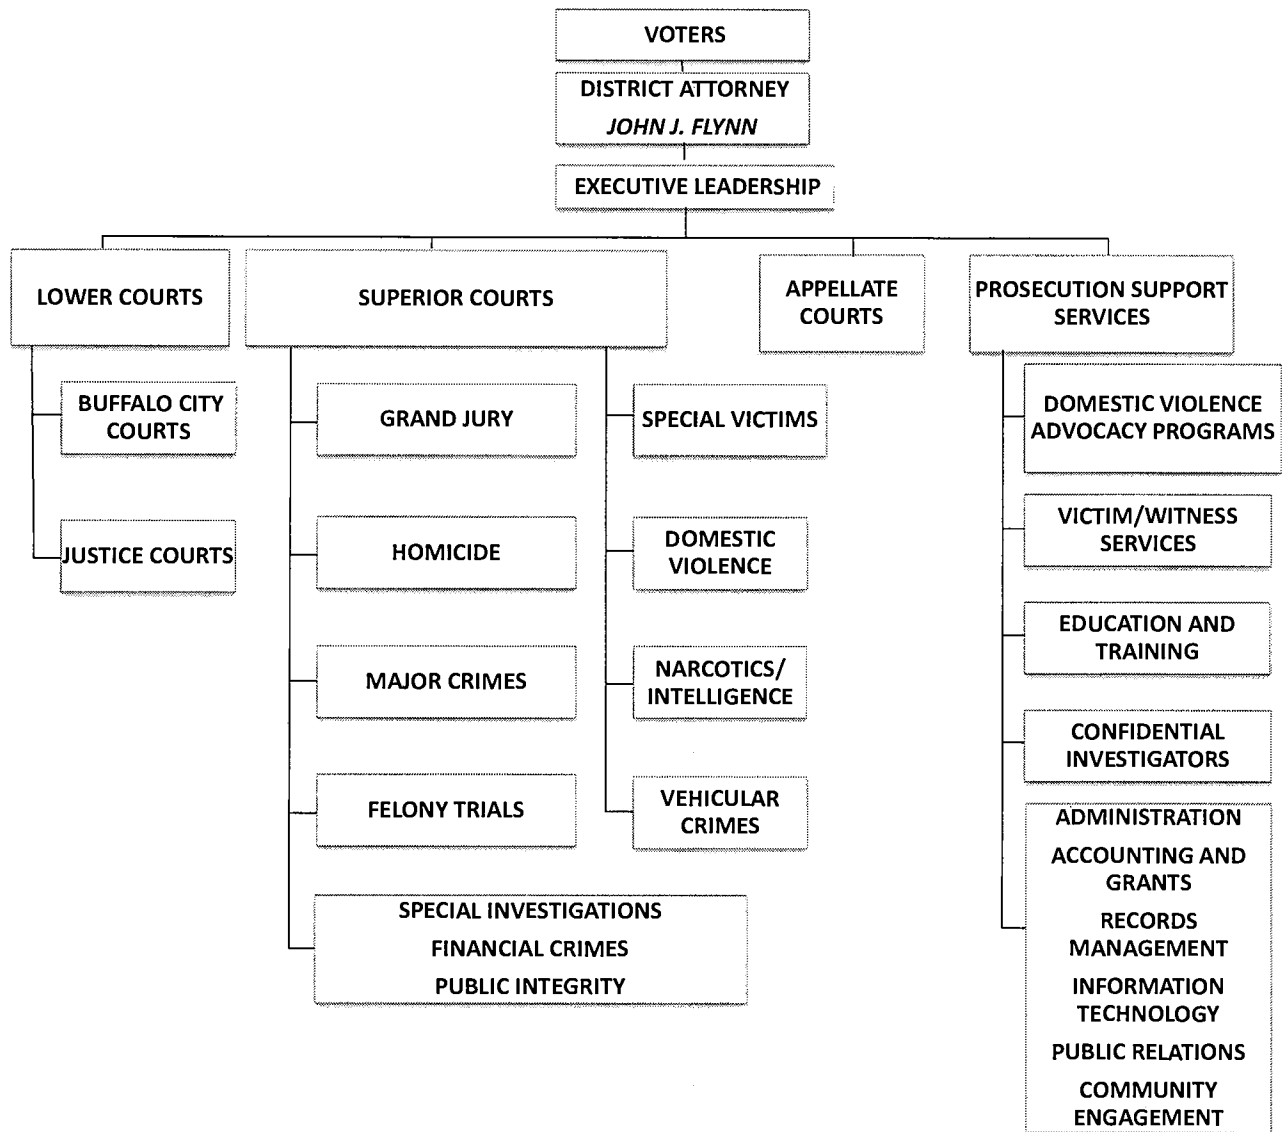 VOTERS
DISTRICT ATTORNEY
JOHN J. FLYNN
EXECUTIVE LEADERSHIP
LOWER COURTS
BUFFALO CITY
COURTS
JUSTICE COURTS
SUPERIOR COURTS
GRAND JURY
HOMICIDE
MAJOR CRIMES
FELONY TRIALS
SPECIAL INVESTIGATIONS
FINANCIAL CRIMES
PUBLIC INTEGRITY
SPECIAL VICTIMS
DOMESTIC
VIOLENCE
NARCOTICS/
INTELLIGENCE
VEHICULAR
CRIMES
APPELLATE
COURTS
PROSECUTION SUPPORT
SERVICES
DOMESTIC VIOLENCE
ADVOCACY PROGRAMS
VICTIM/WITNESS
SERVICES
EDUCATION AND
TRAINING
CONFIDENTIAL
INVESTIGATORS
ADMINISTRATION
ACCOUNTING AND
GRANTS
RECORDS
MANAGEMENT
INFORMATION
TECHNOLOGY
PUBLIC RELATIONS
COMMUNITY
ENGAGEMENT